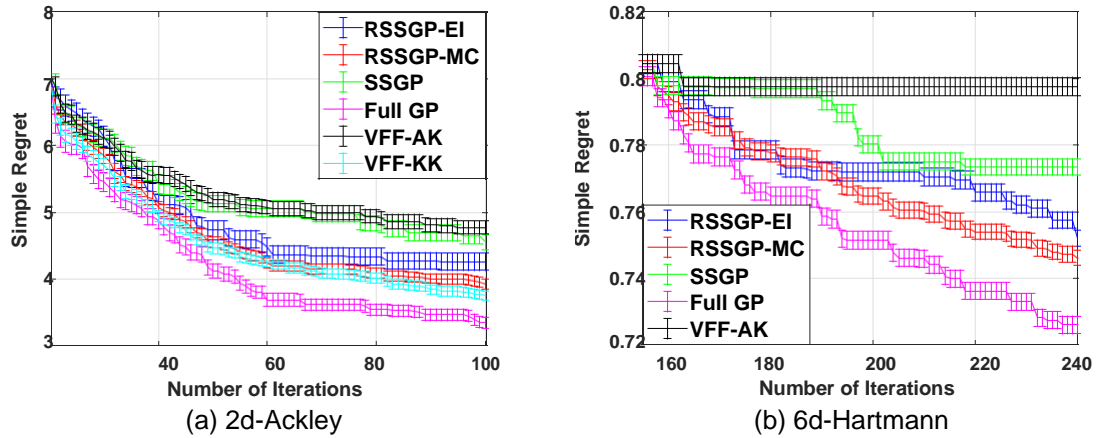 7
6
5
4
3
Simple Regret
40 60 80 100
Number of Iterations
RSSGP-EI
RSSGP-MC
SSGP
Full GP
VFF-AK
VFF-KK
(a) 2d-Ackley
0.82
0.8
0.78
0.76
0.74
0.72
Simple Regret
160 180 200 220 240
Number of Iterations
RSSGP-EI
RSSGP-MC
SSGP
Full GP
VFF-AK
(b) 6d-Hartmann